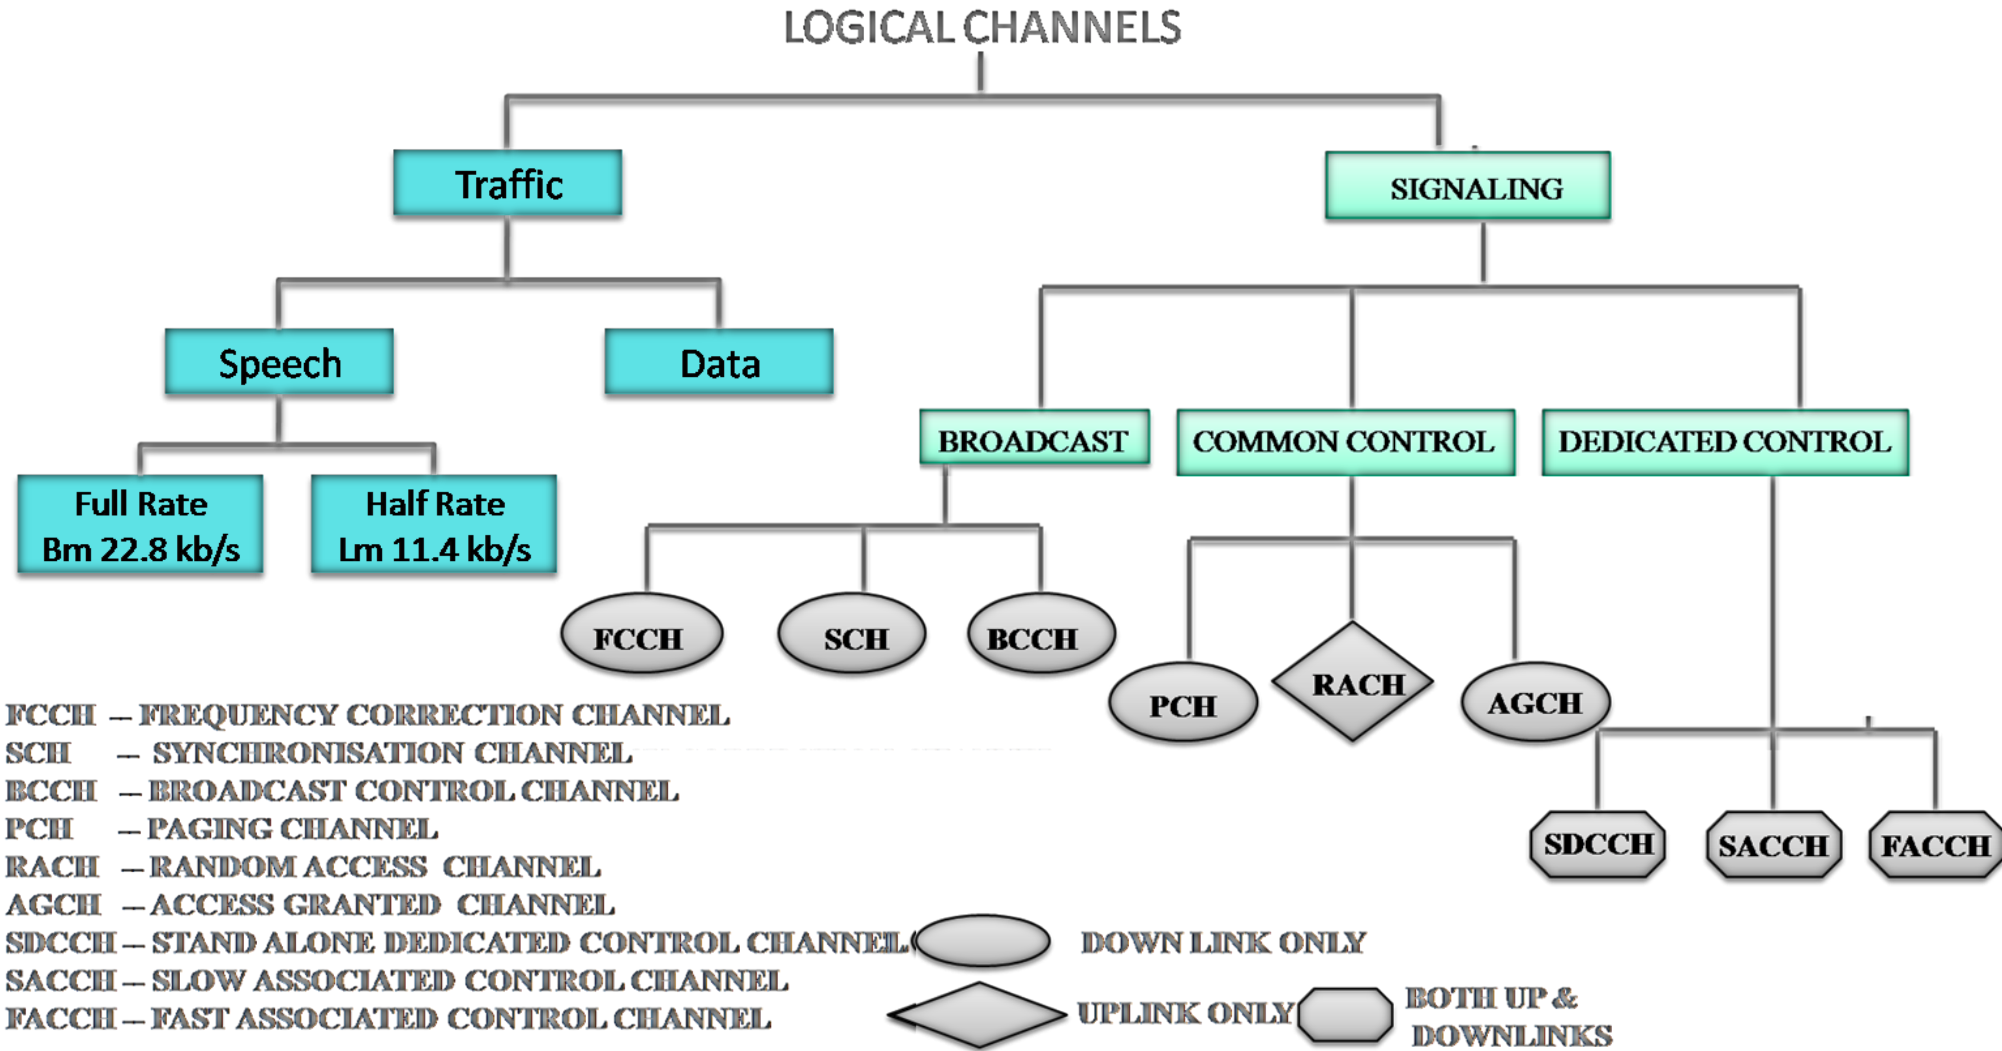 LOGICAL CHANNELS
Traffic
SIGNALING
Speech
Data
BROADCAST
COMMON CONTROL
DEDICATED CONTROL
Full Rate
Bm 22.8 kb/s
Half Rate
Lm 11.4 kb/s
FCCH
SCH
BCCH
PCH
RACH
AGCH
SDCCH
SACCH
FACCH
FCCH – FREQUENCY CORRECTION CHANNEL
SCH – SYNCHRONISATION CHANNEL
BCCH – BROADCAST CONTROL CHANNEL
PCH – PAGING CHANNEL
RACH – RANDOM ACCESS CHANNEL
AGCH – ACCESS GRANTED CHANNEL
SDCCH – STAND ALONE DEDICATED CONTROL CHANNEL
SACCH – SLOW ASSOCIATED CONTROL CHANNEL
FACCH – FAST ASSOCIATED CONTROL CHANNEL
DOWN LINK ONLY
UPLINK ONLY
BOTH UP &
DOWNLINKS